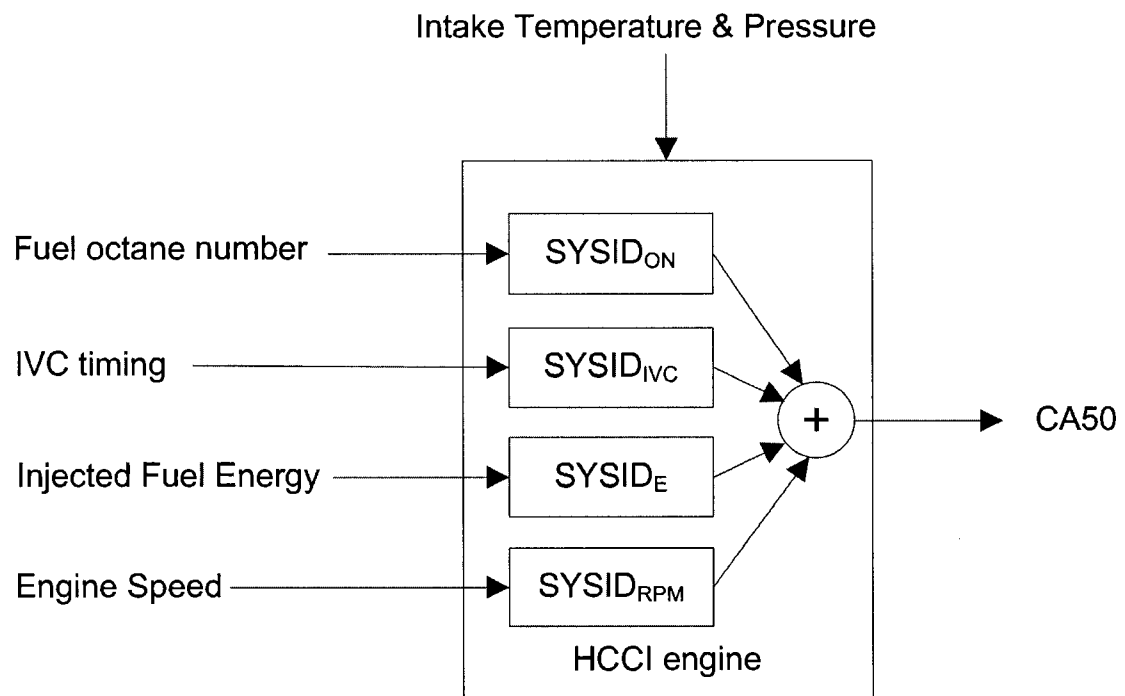 Intake Temperature & Pressure
Fuel octane number
SYSID_ON
IVC timing
SYSID_IVC
+
CA50
Injected Fuel Energy
SYSID_E
Engine Speed
SYSID_RPM
HCCI engine